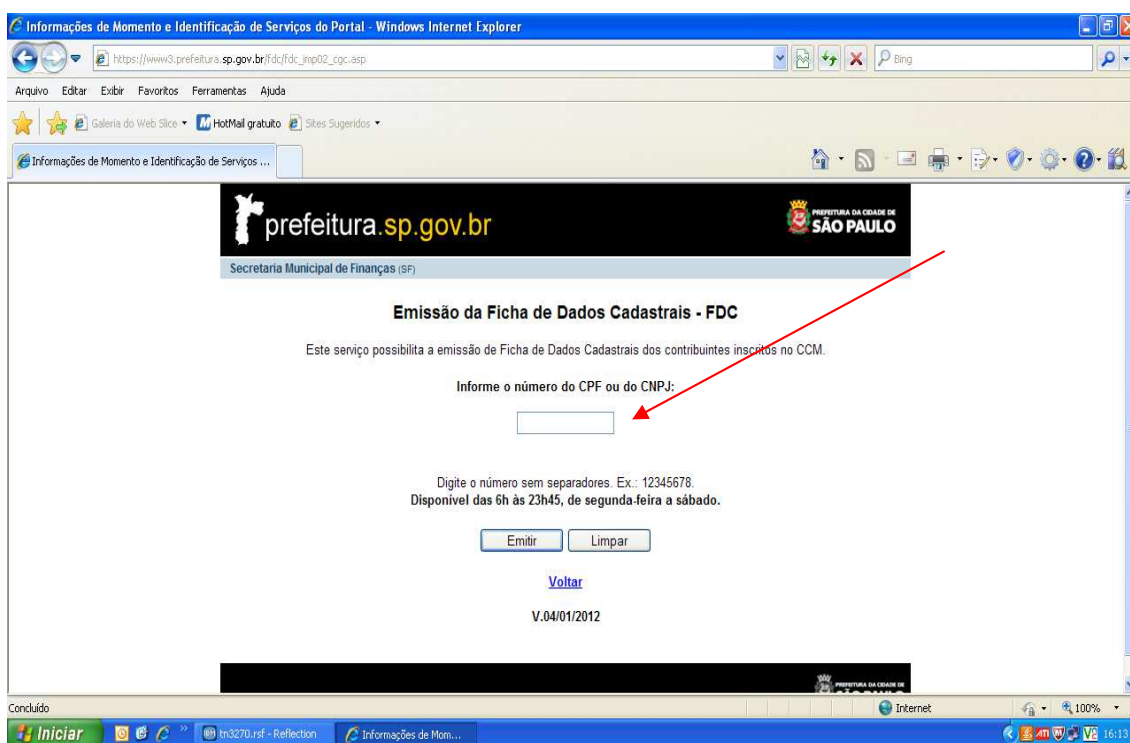 Informações de Momento e Identificação de Serviços do Portal - Windows Internet Explorer
https://www3.prefeitura.sp.gov.br/fdc/fdc_imp02_cgc.asp
Bing
Arquivo Editar Exibir Favoritos Ferramentas Ajuda
Galeria do Web Slice HotMail gratuito Sites Sugeridos
Informações de Momento e Identificação de Serviços ...
prefeitura.sp.gov.br
PREFEITURA DA CIDADE DE
SÃO PAULO
Secretaria Municipal de Finanças (SF)
Emissão da Ficha de Dados Cadastrais - FDC
Este serviço possibilita a emissão de Ficha de Dados Cadastrais dos contribuintes inscritos no CCM.
Informe o número do CPF ou do CNPJ:
Digite o número sem separadores. Ex.: 12345678.
Disponível das 6h às 23h45, de segunda-feira a sábado.
Emitir Limpar
Voltar
V.04/01/2012
PREFEITURA DA CIDADE DE
SÃO PAULO
Concluído Internet 100%
Iniciar tn3270.rsf - Reflection Informações de Mom... 16:13